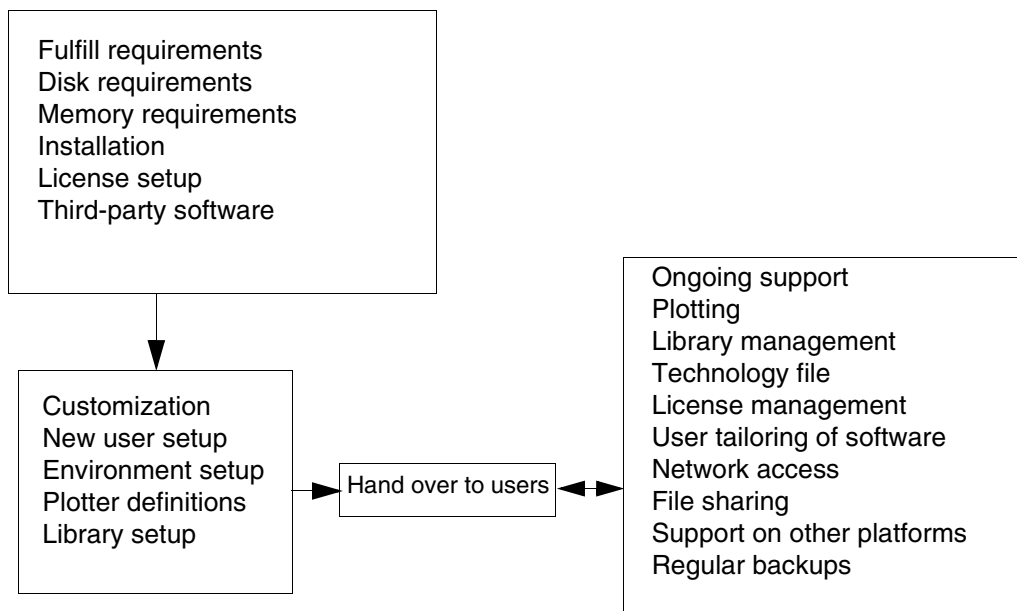 Fulfill requirements
Disk requirements
Memory requirements
Installation
License setup
Third-party software
Customization
New user setup
Environment setup
Plotter definitions
Library setup
Hand over to users
Ongoing support
Plotting
Library management
Technology file
License management
User tailoring of software
Network access
File sharing
Support on other platforms
Regular backups